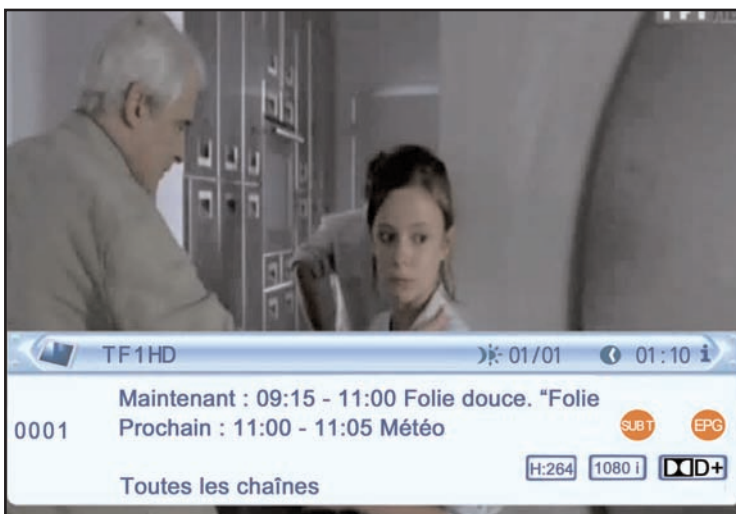 TF1HD 01/01 01:10 i
Maintenant : 09:15 - 11:00 Folie douce. “Folie
0001 Prochain : 11:00 - 11:05 Météo SUBT EPG
H:264 1080 i D+
Toutes les chaînes